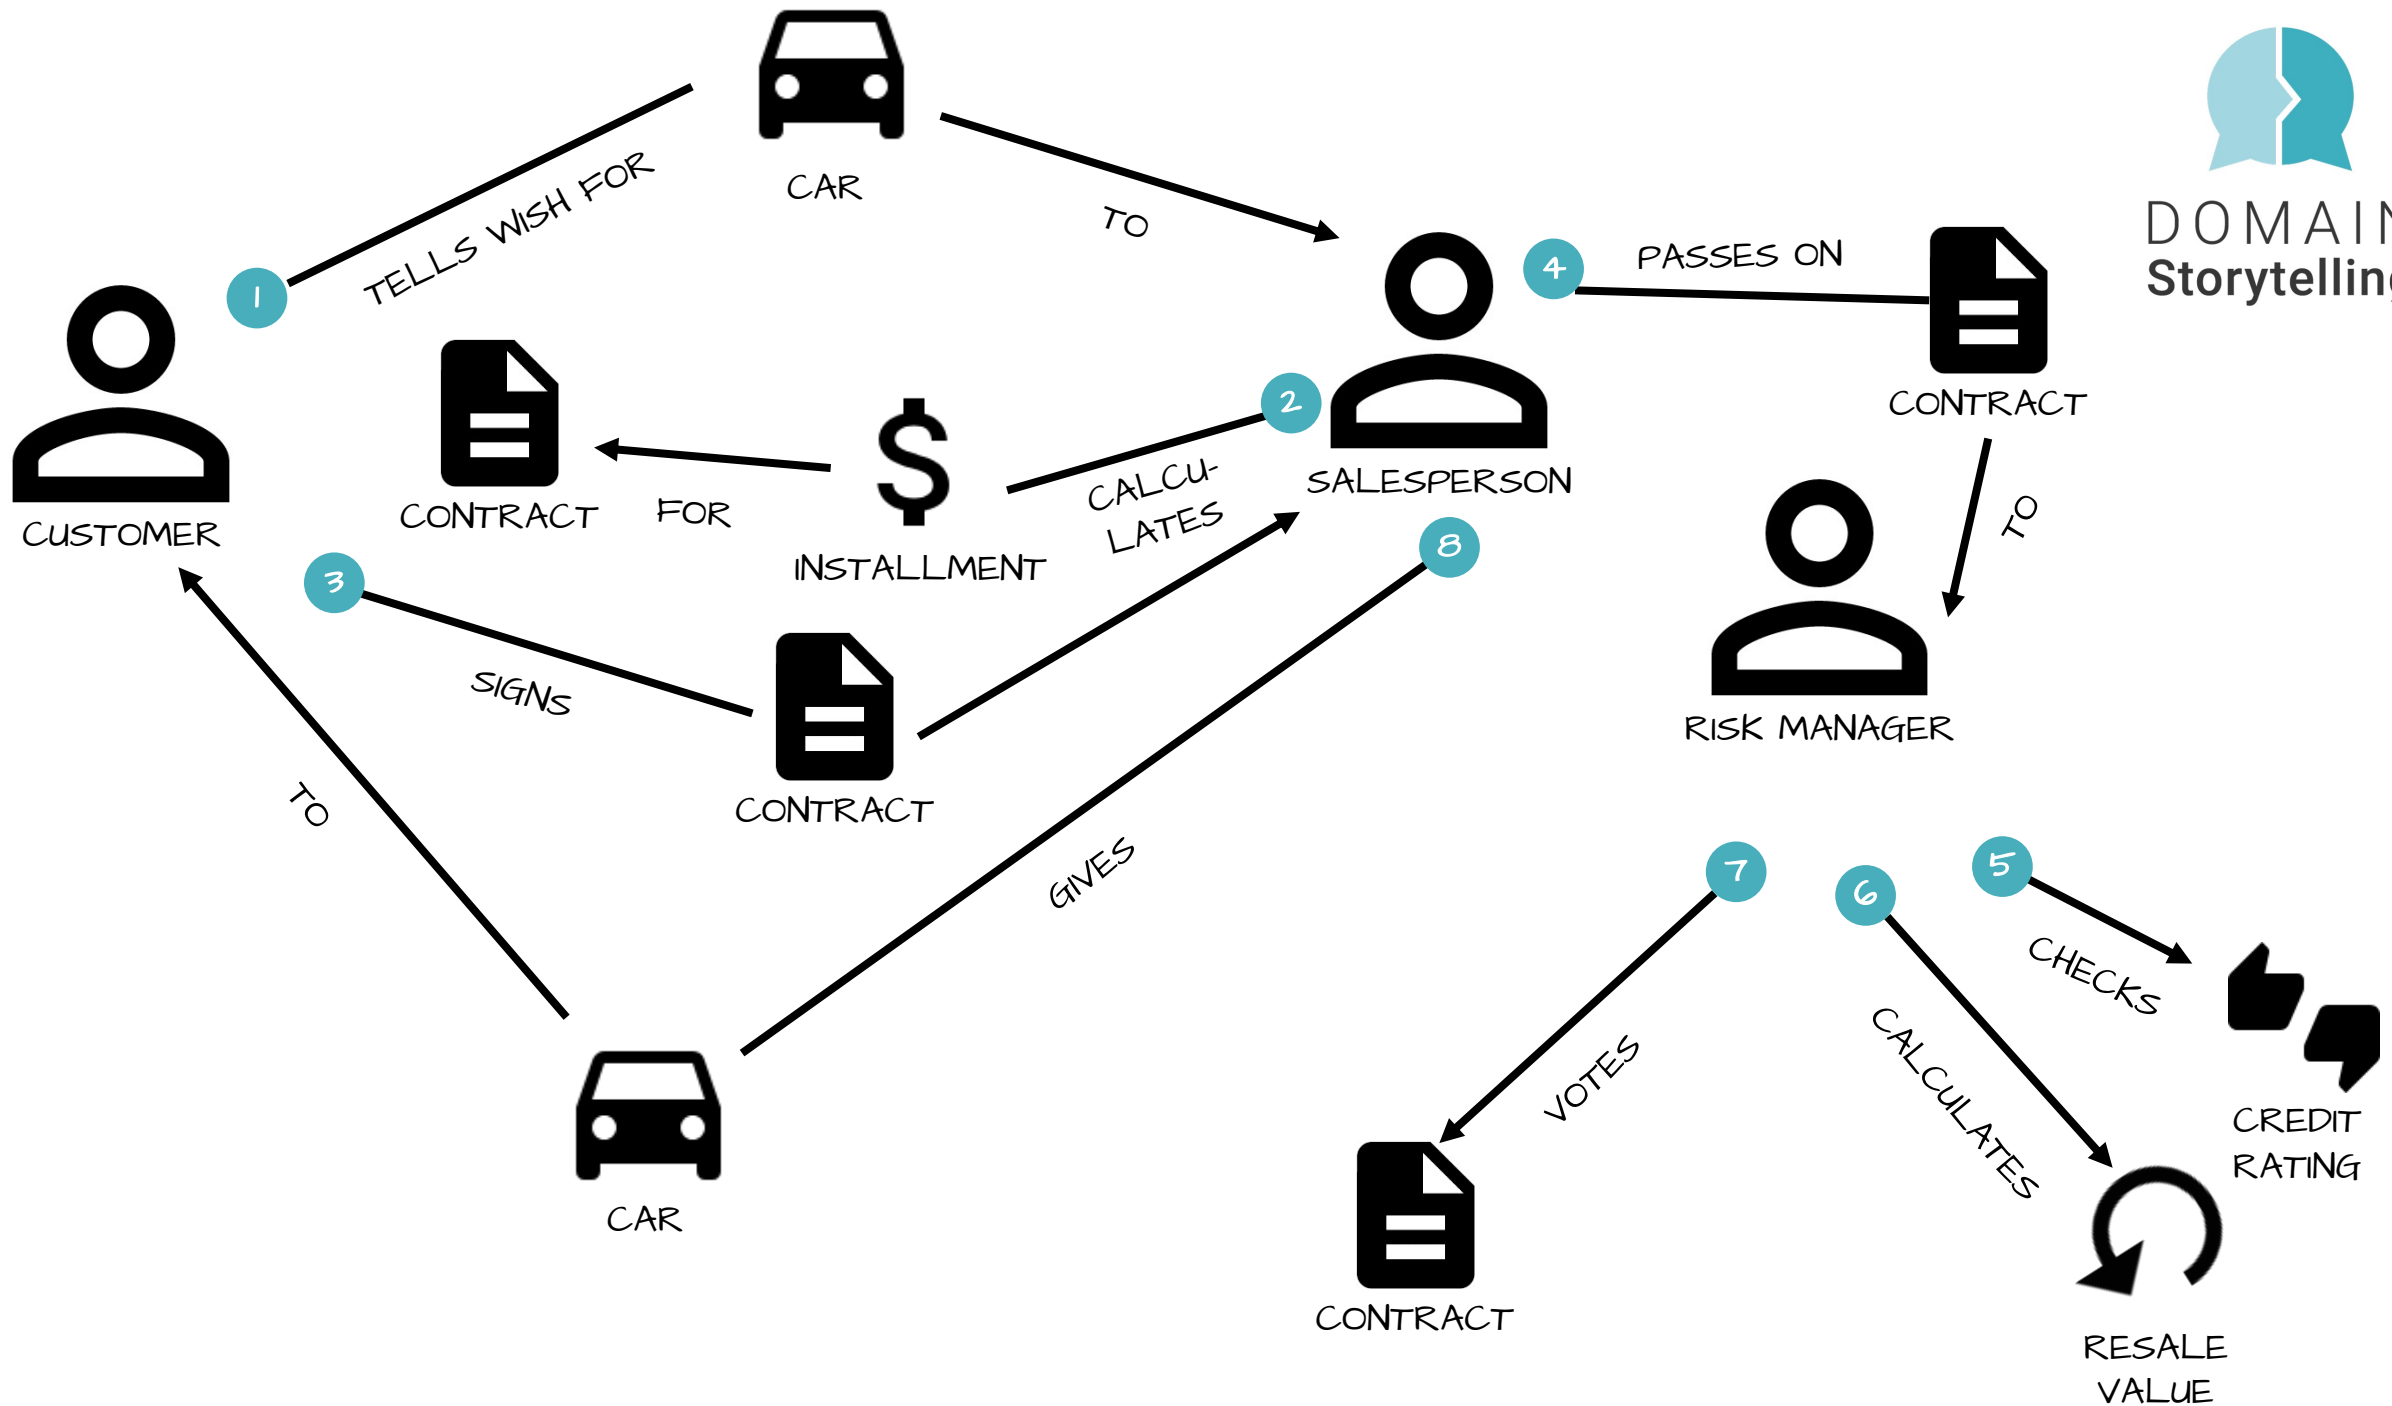 CAR
TELLS WISH FOR
TO
1
CUSTOMER
CONTRACT
FOR
INSTALLMENT
CALCU-
LATES
2
SALESPERSON
4
PASSES ON
CONTRACT
TO
RISK MANAGER
DOMAIN
Storytelling
3
SIGNS
CONTRACT
8
GIVES
TO
CAR
7
VOTES
CONTRACT
6
CALCULATES
RESALE
VALUE
5
CHECKS
CREDIT
RATING